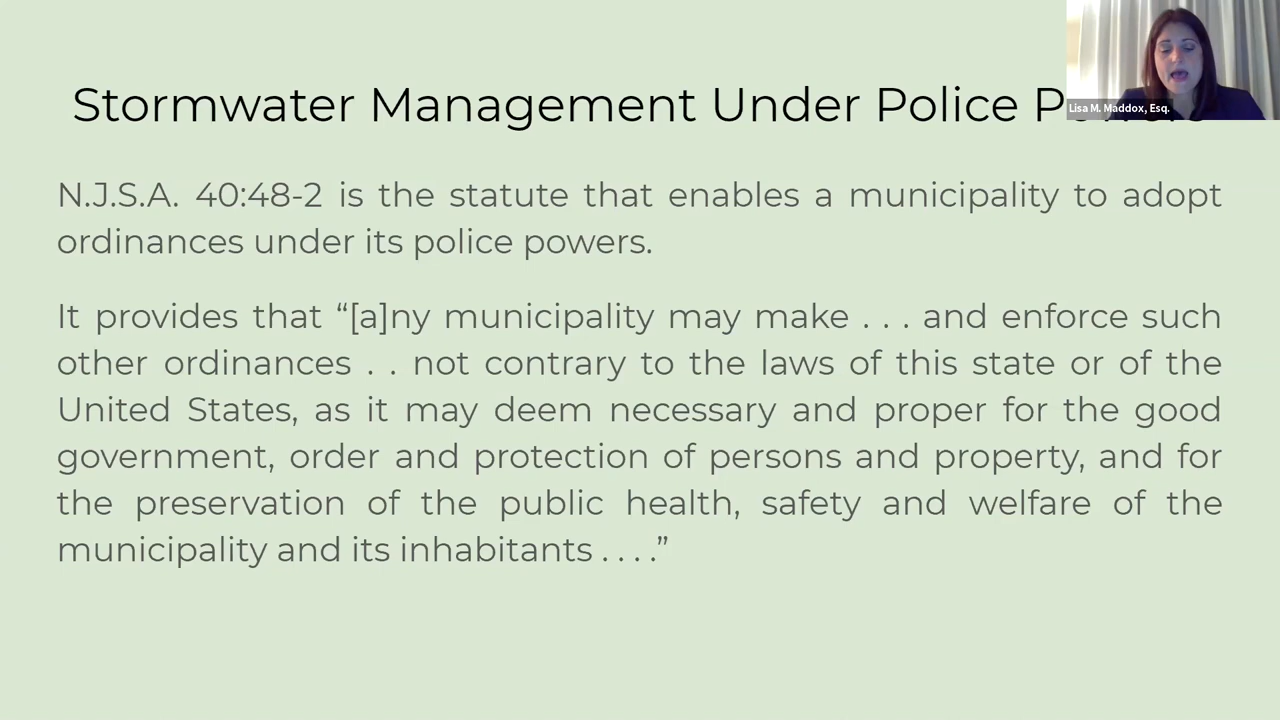 Stormwater Management Under Police
Lisa M. Maddox, Esq.
N.J.S.A. 40:48-2 is the statute that enables a municipality to adopt
ordinances under its police powers.
It provides that “[a]ny municipality may make . . . and enforce such
other ordinances . . not contrary to the laws of this state or of the
United States, as it may deem necessary and proper for the good
government, order and protection of persons and property, and for
the preservation of the public health, safety and welfare of the
municipality and its inhabitants . . . .”